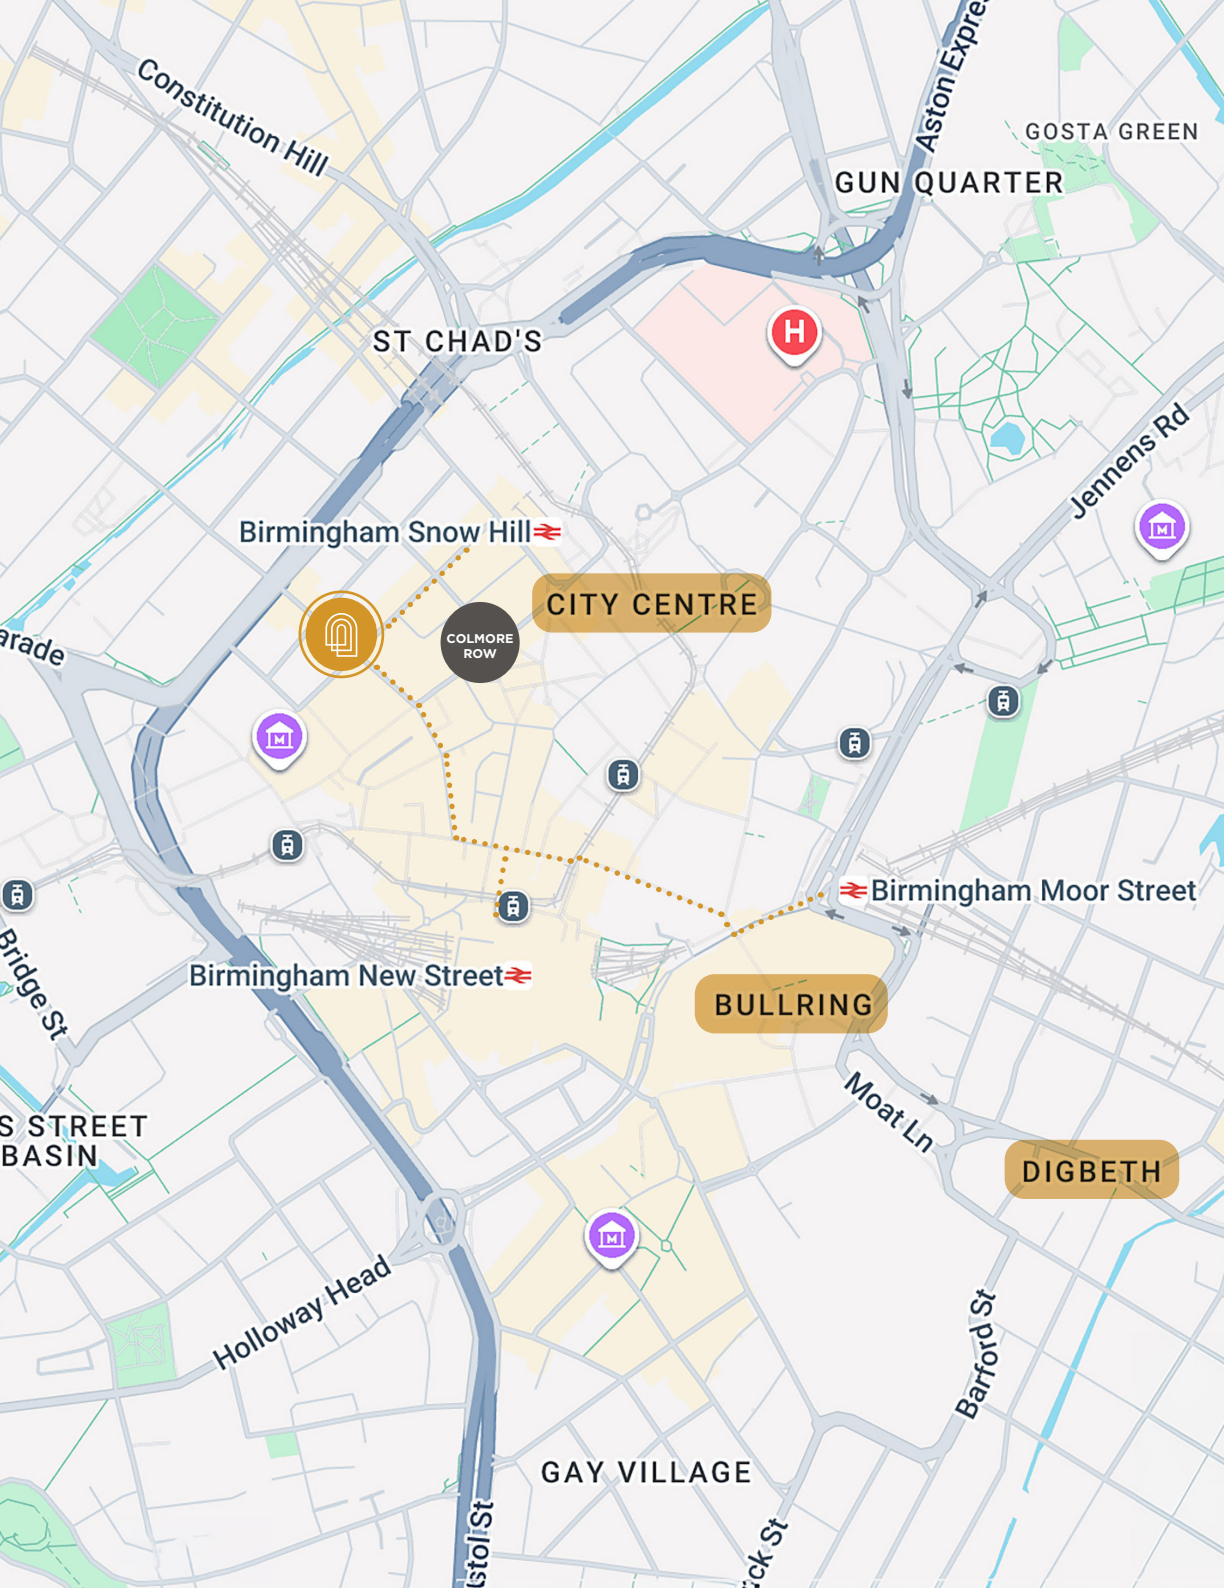 Constitution Hill
Aston Expres
GOSTA GREEN
GUN QUARTER
H
ST CHAD'S
Jennens Rd
Birmingham Snow Hill
CITY CENTRE
COLMORE
ROW
arade
M
M
Birmingham Moor Street
Bridge St
Birmingham New Street
BULLRING
Moat Ln
S STREET
BASIN
DIGBETH
M
Holloway Head
Barford St
GAY VILLAGE
stol St
ck St